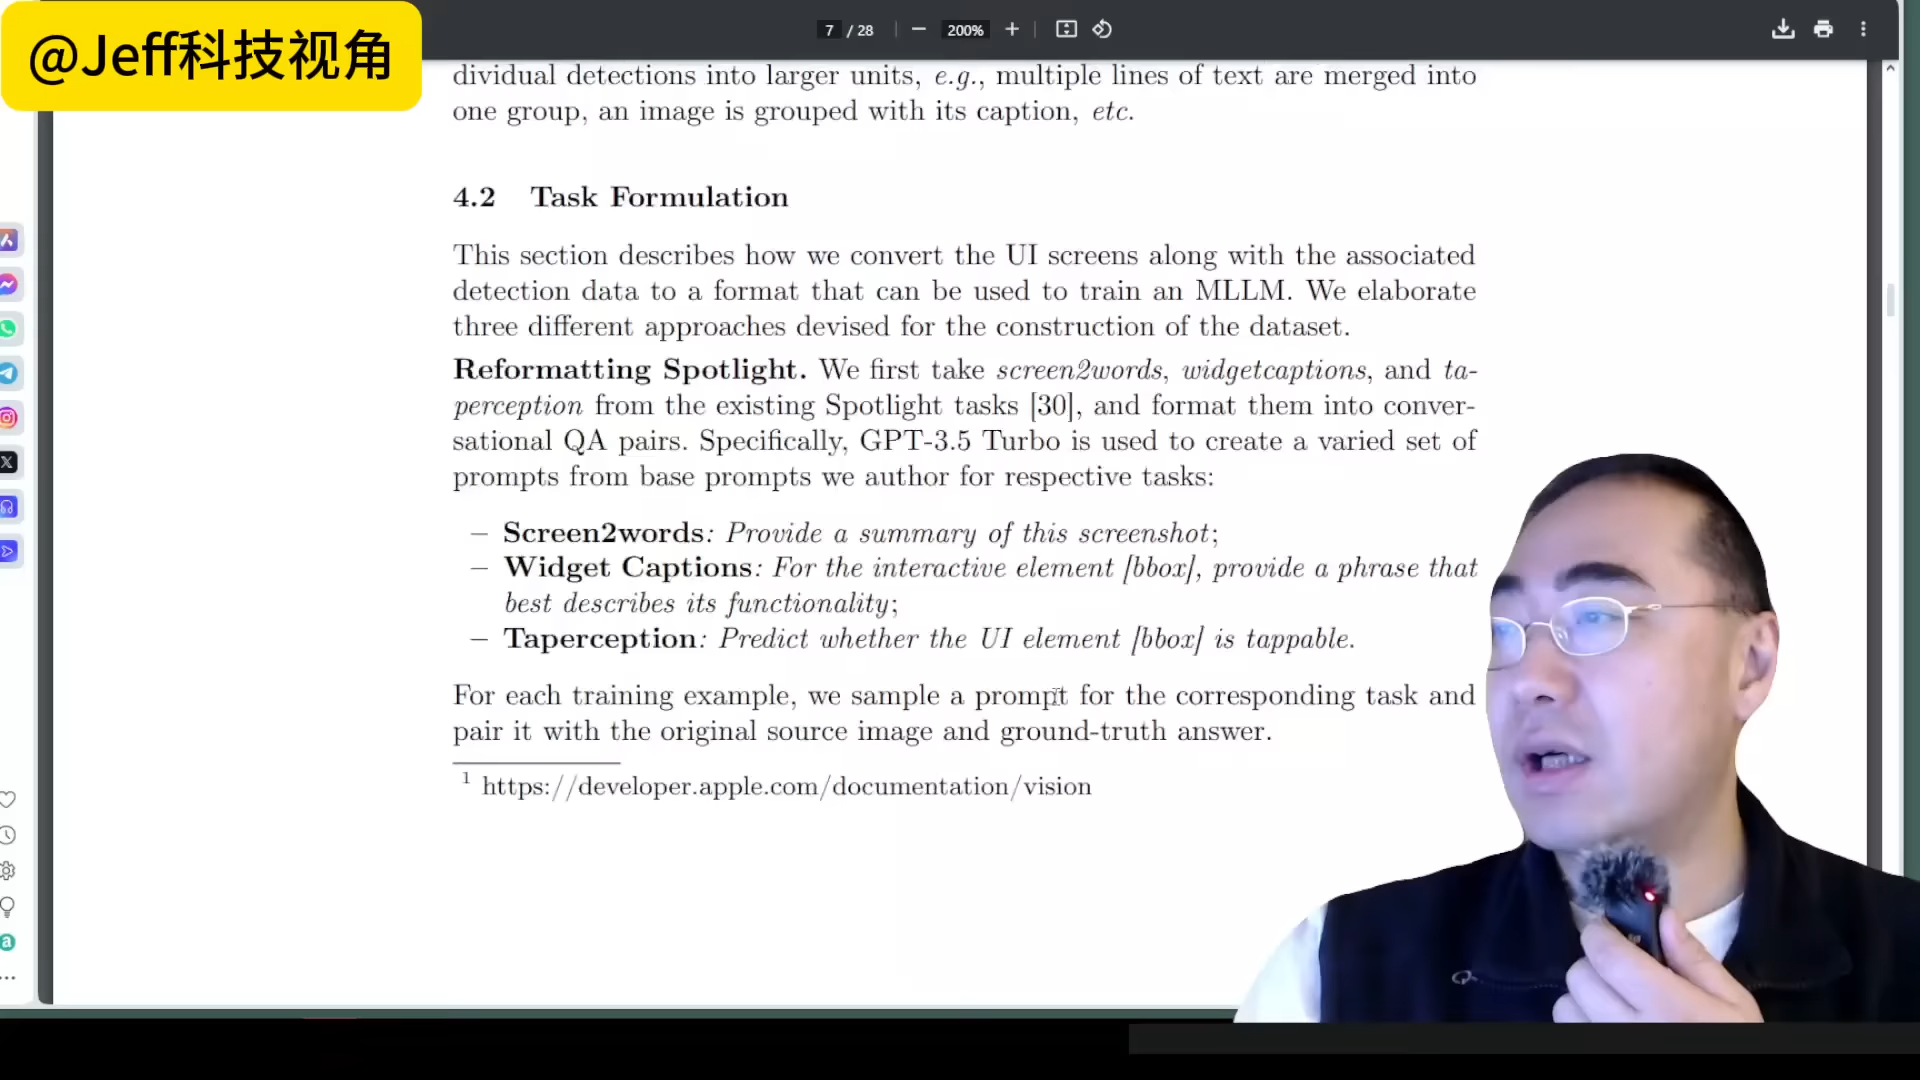 @Jeff科技视角
7 / 28
200%
dividual detections into larger units, e.g., multiple lines of text are merged into
one group, an image is grouped with its caption, etc.
4.2 Task Formulation
This section describes how we convert the UI screens along with the associated
detection data to a format that can be used to train an MLLM. We elaborate
three different approaches devised for the construction of the dataset.
Reformatting Spotlight. We first take screen2words, widgetcaptions, and ta-
perception from the existing Spotlight tasks [30], and format them into conver-
sational QA pairs. Specifically, GPT-3.5 Turbo is used to create a varied set of
prompts from base prompts we author for respective tasks:
– Screen2words: Provide a summary of this screenshot;
– Widget Captions: For the interactive element [bbox], provide a phrase that
best describes its functionality;
– Taperception: Predict whether the UI element [bbox] is tappable.
For each training example, we sample a prompt for the corresponding task and
pair it with the original source image and ground-truth answer.
1 https://developer.apple.com/documentation/vision